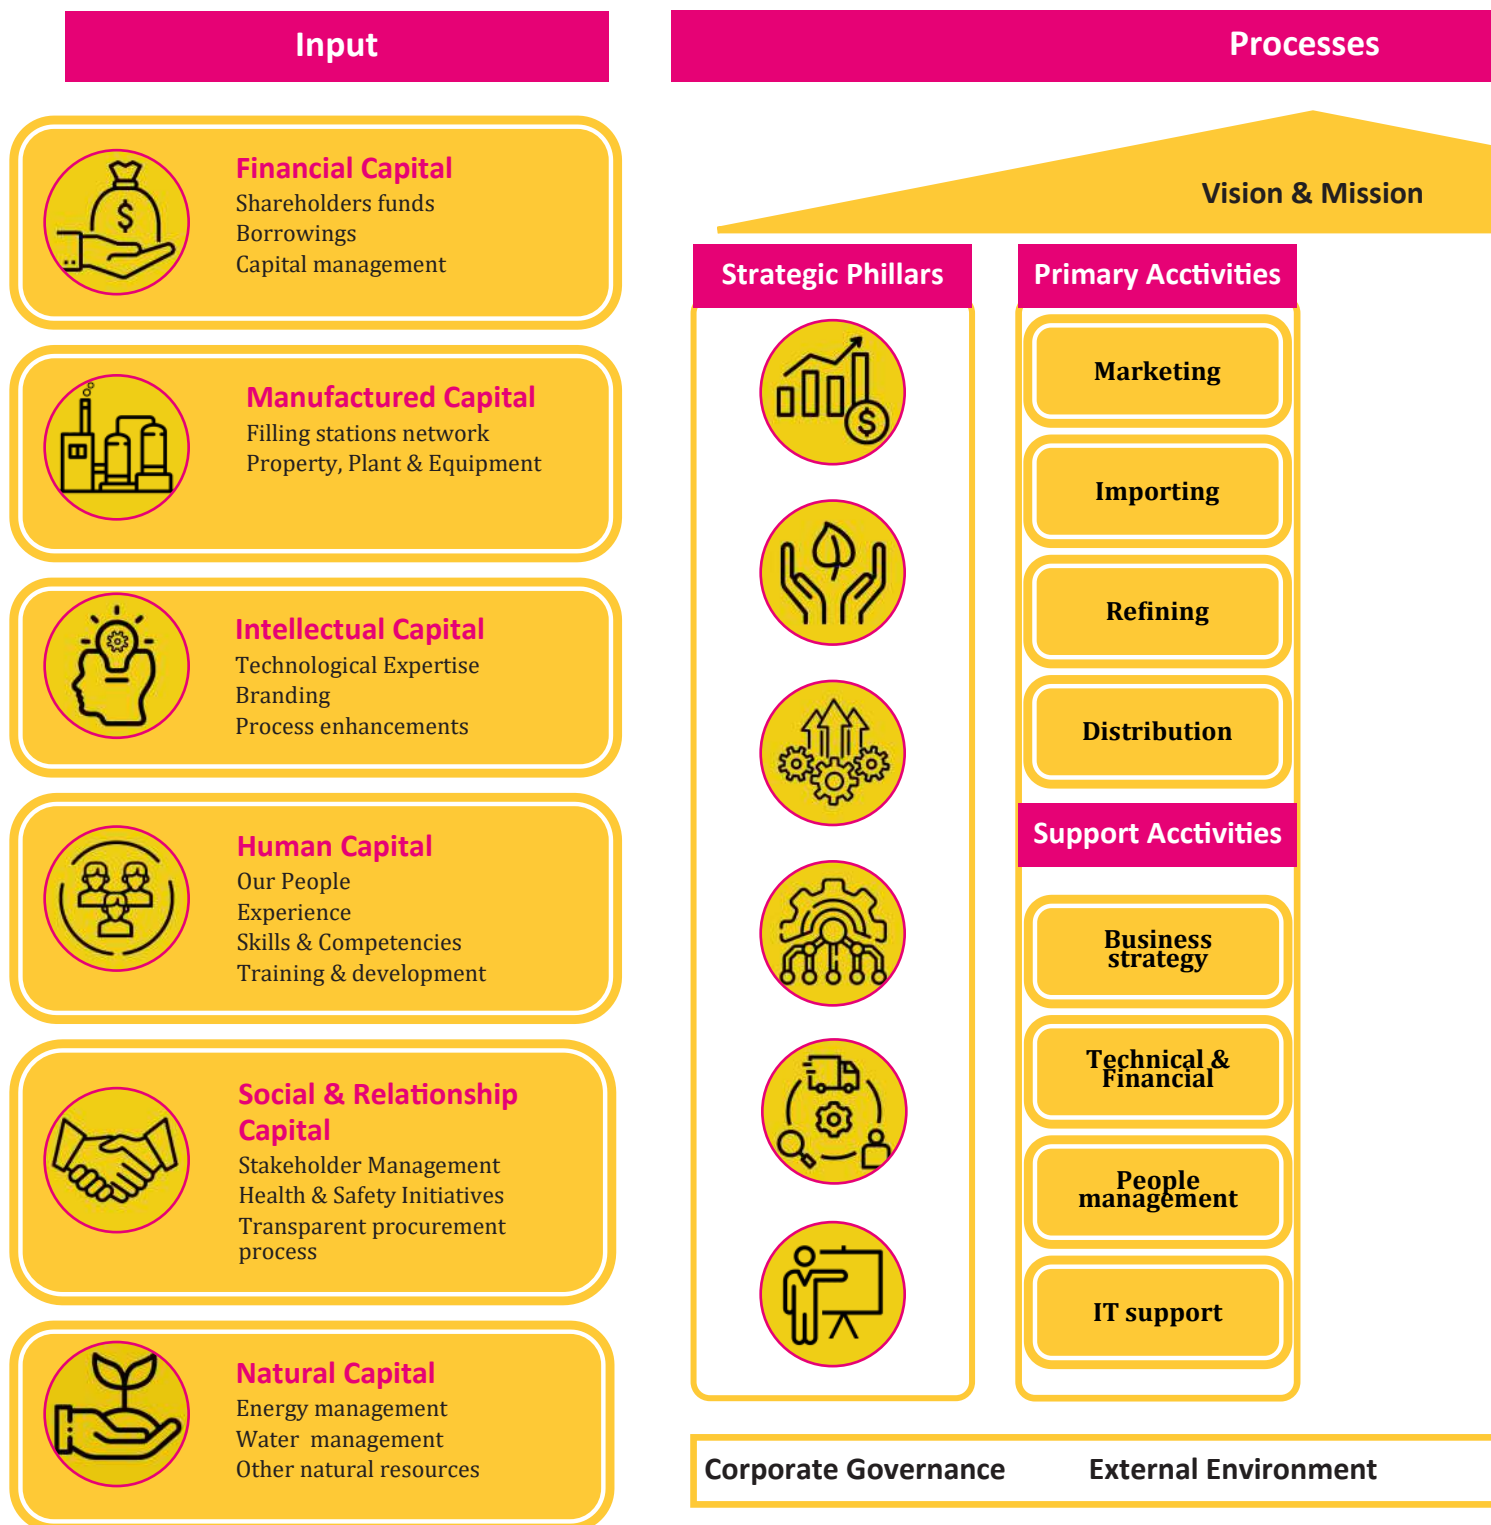 Input
Financial Capital
Shareholders funds
Borrowings
Capital management
Manufactured Capital
Filling stations network
Property, Plant & Equipment
Intellectual Capital
Technological Expertise
Branding
Process enhancements
Human Capital
Our People
Experience
Skills & Competencies
Training & development
Social & Relationship
Capital
Stakeholder Management
Health & Safety Initiatives
Transparent procurement
process
Natural Capital
Energy management
Water management
Other natural resources
Processes
Vision & Mission
Strategic Phillars
Primary Acctivities
Marketing
Importing
Refining
Distribution
Support Acctivities
Business
strategy
Technical &
Financial
People
management
IT support
Corporate Governance
External Environment